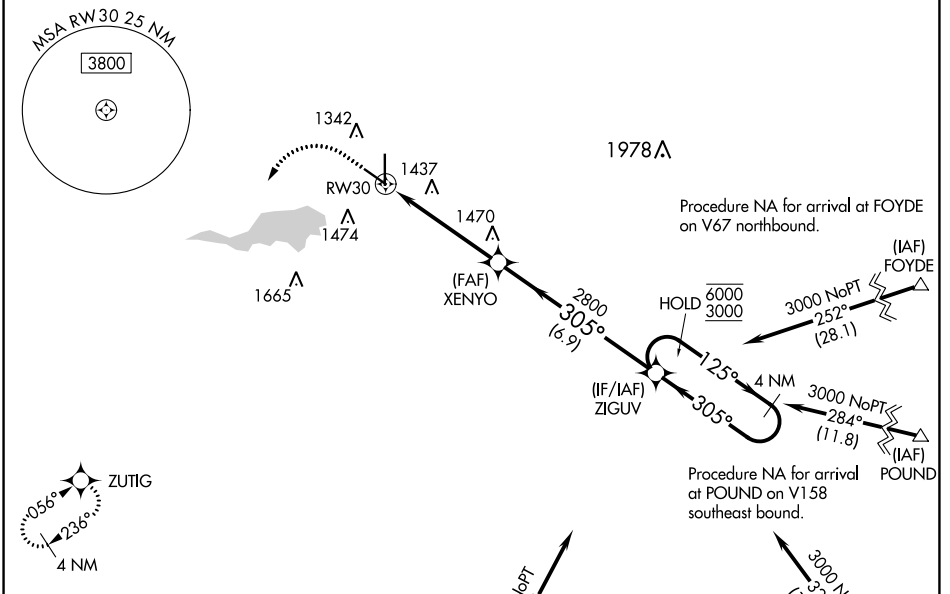 MSA RW30 25 NM
3800
1342
1978
1437
RW30
1474
1470
1665
(FAF)
XENYO
2800
305°
(6.9)
Procedure NA for arrival at FOYDE
on V67 northbound.
(IAF)
FOYDE
3000 NoPT
252°
(28.1)
HOLD
6000
3000
125°
4 NM
305°
(IF/IAF)
ZIGUV
3000 NoPT
284°
(11.8)
(IAF)
POUND
Procedure NA for arrival
at POUND on V158
southeast bound.
ZUTIG
056°
236°
4 NM
NoPT
3000